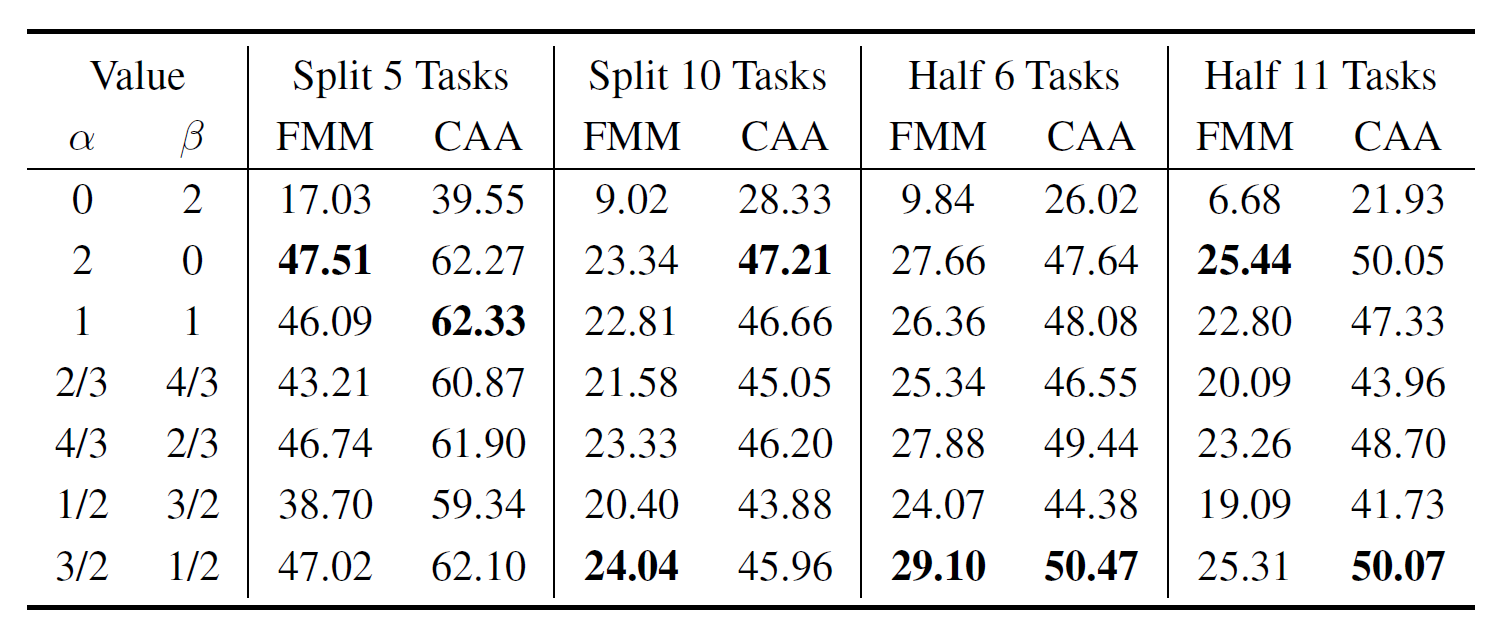 Value Split 5 Tasks Split 10 Tasks Half 6 Tasks Half 11 Tasks
α β FMM CAA FMM CAA FMM CAA FMM CAA
0 2 17.03 39.55 9.02 28.33 9.84 26.02 6.68 21.93
2 0 47.51 62.27 23.34 47.21 27.66 47.64 25.44 50.05
1 1 46.09 62.33 22.81 46.66 26.36 48.08 22.80 47.33
2/3 4/3 43.21 60.87 21.58 45.05 25.34 46.55 20.09 43.96
4/3 2/3 46.74 61.90 23.33 46.20 27.88 49.44 23.26 48.70
1/2 3/2 38.70 59.34 20.40 43.88 24.07 44.38 19.09 41.73
3/2 1/2 47.02 62.10 24.04 45.96 29.10 50.47 25.31 50.07